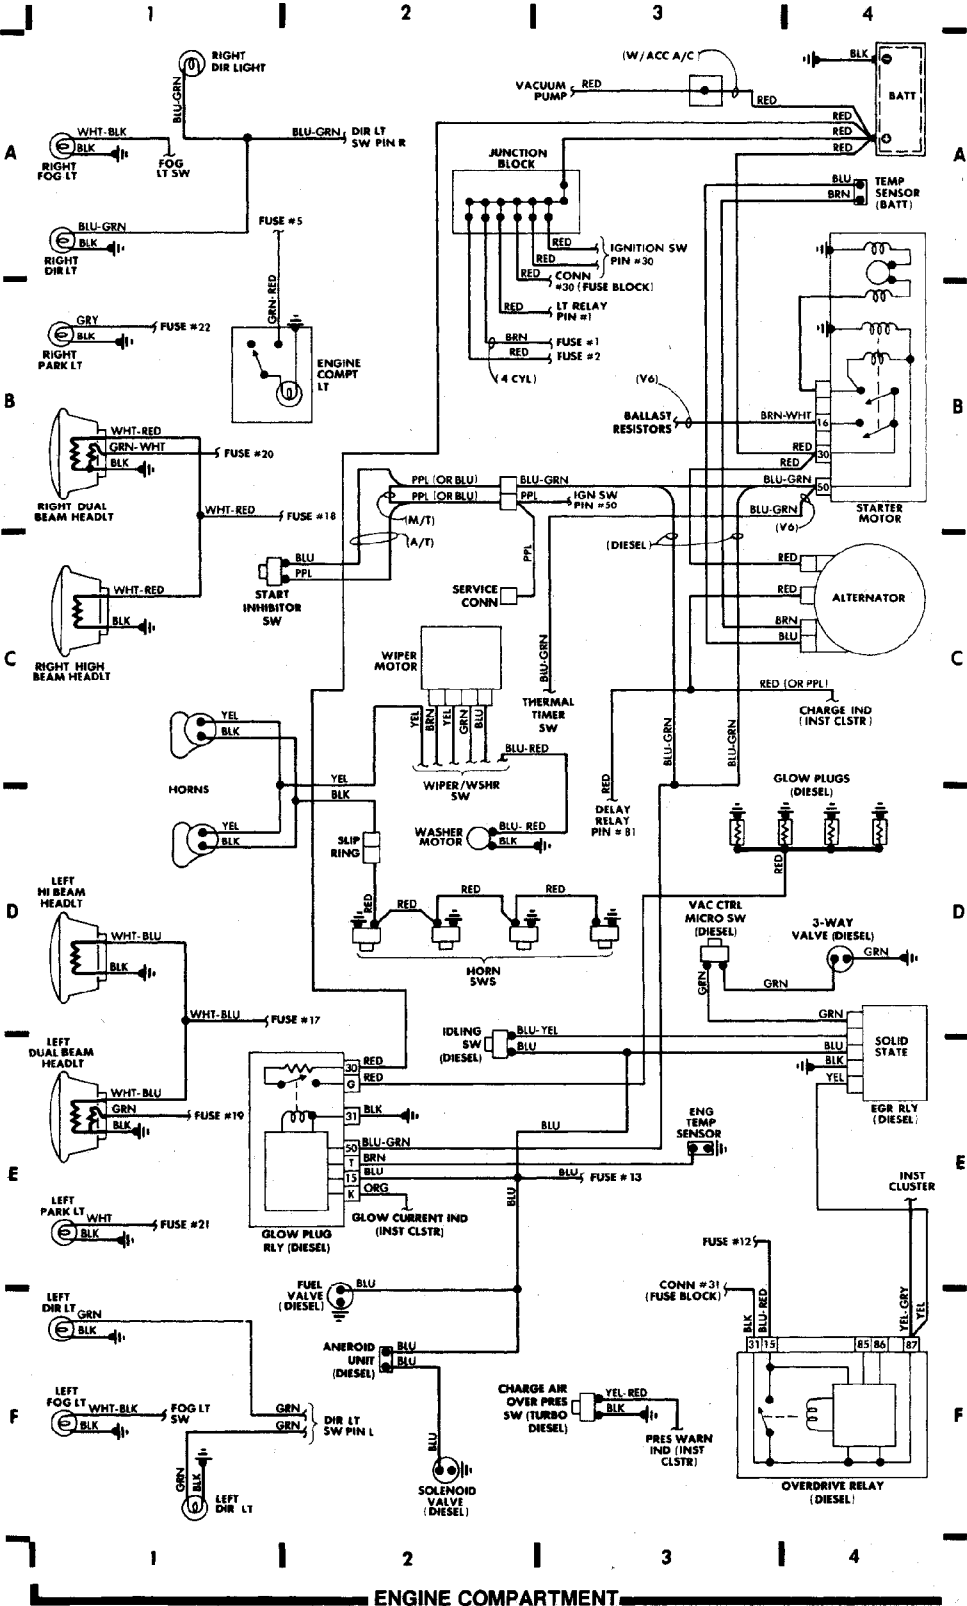 1 2 3 4
RIGHT
DIR LIGHT
BLU-GRN
WHT-BLK
BLK
RIGHT
FOG LT
FOG
LT SW
BLU-GRN
DIR LT
SW PIN R
A
BLU-GRN
BLK
RIGHT
DIR LT
FUSE #5
GRN-RED
(W/ACC A/C)
VACUUM
PUMP
RED
RED
RED
RED
RED
BLK
BATT
A
JUNCTION
BLOCK
BLU
BRN
TEMP
SENSOR
(BATT)
RED
RED
IGNITION SW
PIN #30
RED
CONN
#30 (FUSE BLOCK)
RED
LT RELAY
PIN #1
BRN
FUSE #1
RED
FUSE #2
(4 CYL)
GRY
BLK
FUSE #22
RIGHT
PARK LT
ENGINE
COMPT
LT
B
WHT-RED
GRN-WHT
BLK
FUSE #20
RIGHT DUAL
BEAM HEADLT
WHT-RED
FUSE #18
(V6)
BALLAST
RESISTORS
BRN-WHT
16
RED
30
RED
BLU-GRN
50
BLU-GRN
(V6)
STARTER
MOTOR
B
PPL (OR BLU)
PPL (OR BLU)
BLU-GRN
PPL
IGN SW
PIN #50
(M/T)
(A/T)
(DIESEL)
PPL
BLU
PPL
START
INHIBITOR
SW
SERVICE
CONN
WHT-RED
BLK
RIGHT HIGH
BEAM HEADLT
C
RED
RED
BRN
BLU
ALTERNATOR
C
WIPER
MOTOR
YEL
BRN
YEL
GRN
BLU
BLU-RED
WIPER/WSHR
SW
BLU-GRN
THERMAL
TIMER
SW
RED (OR PPL)
CHARGE IND
(INST CLSTR)
BLU-GRN
BLU-GRN
RED
DELAY
RELAY
PIN #81
GLOW PLUGS
(DIESEL)
RED
YEL
BLK
HORNS
YEL
BLK
YEL
BLK
SLIP
RING
RED
WASHER
MOTOR
BLU-RED
BLK
RED
RED
RED
HORN
SWS
LEFT
HI BEAM
HEADLT
D
WHT-BLU
BLK
WHT-BLU
FUSE #17
VAC CTRL
MICRO SW
(DIESEL)
3-WAY
VALVE (DIESEL)
GRN
GRN
GRN
D
GRN
BLU
BLK
YEL
SOLID
STATE
EGR RLY
(DIESEL)
IDLING
SW
(DIESEL)
BLU-YEL
BLU
LEFT
DUAL BEAM
HEADLT
WHT-BLU
GRN
BLK
FUSE #19
E
30
RED
G
RED
31
BLK
50
BLU-GRN
T
BRN
15
BLU
K
ORG
GLOW PLUG
RLY (DIESEL)
GLOW CURRENT IND
(INST CLSTR)
BLU
BLU
BLU
FUSE #13
ENG
TEMP
SENSOR
E
INST
CLUSTER
LEFT
PARK LT
WHT
BLK
FUSE #21
FUSE #12
CONN #31
(FUSE BLOCK)
BLK
BLU-RED
YEL-GRY
YEL
FUEL
VALVE
(DIESEL)
BLU
LEFT
DIR LT
GRN
BLK
ANEROID
UNIT
(DIESEL)
BLU
BLU
BLU
31 15 85 86 87
LEFT
FOG LT
WHT-BLK
BLK
FOG LT
SW
F
GRN
GRN
DIR LT
SW PIN L
GRN
BLK
LEFT
DIR LT
CHARGE AIR
OVER PRES
SW (TURBO
DIESEL)
YEL-RED
BLK
PRES WARN
IND (INST
CLSTR)
F
SOLENOID
VALVE
(DIESEL)
OVERDRIVE RELAY
(DIESEL)
1 2 3 4
ENGINE COMPARTMENT